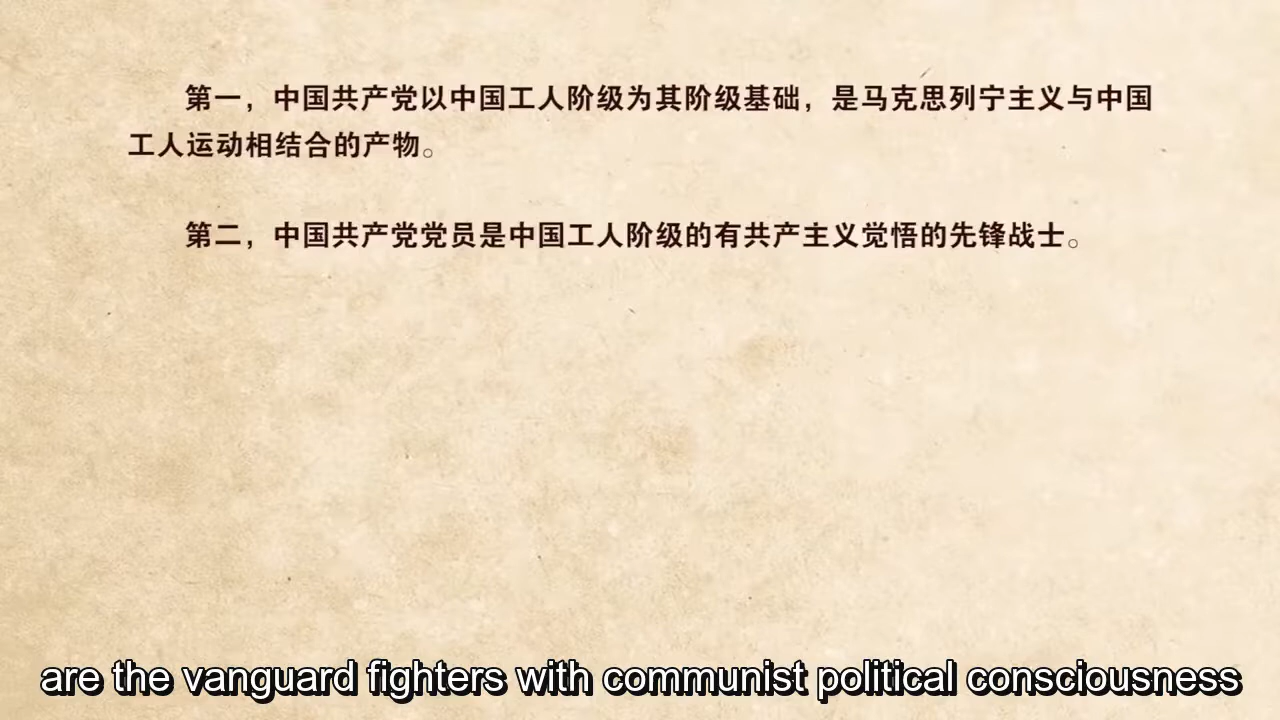 第一，中国共产党以中国工人阶级为其阶级基础，是马克思列宁主义与中国
工人运动相结合的产物。
第二，中国共产党党员是中国工人阶级的有共产主义觉悟的先锋战士。
are the vanguard fighters with communist political consciousness